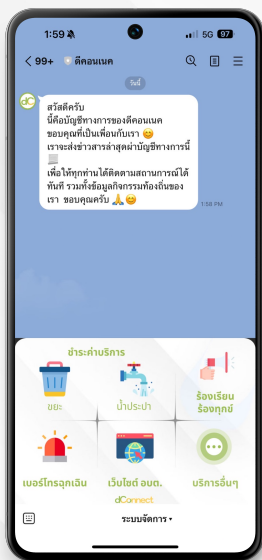 1:59
5G 97
99+ ดีคอนเนค
วันนี้
dC
สวัสดีครับ
นี่คือบัญชีทางการของดีคอนเนค
ขอบคุณที่เป็นเพื่อนกับเรา 😊
เราจะส่งข่าวสารล่าสุดผ่านบัญชีทางการนี้
เพื่อให้ทุกท่านได้ติดตามสถานการณ์ได้
ทันที รวมทั้งข้อมูลกิจกรรมท้องถิ่นของ
เรา ขอบคุณครับ 🙏😊
1:58 PM
ชำระค่าบริการ
ขยะ
น้ำประปา
ร้องเรียน
ร้องทุกข์
เบอร์โทรฉุกเฉิน
เว็บไซต์ อบต.
บริการอื่นๆ
dConnect
ระบบจัดการ